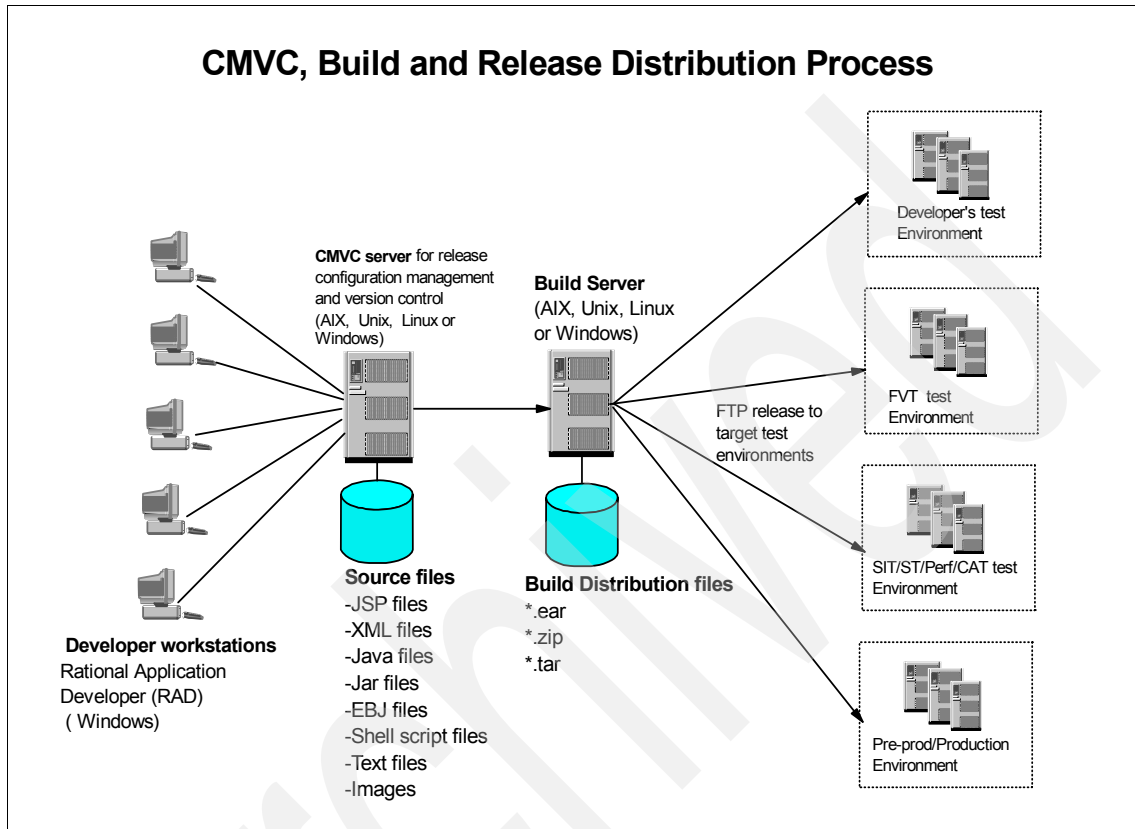 CMVC, Build and Release Distribution Process
CMVC server for release
configuration management
and version control
(AIX, Unix, Linux or
Windows)
Build Server
(AIX, Unix, Linux
or Windows)
Developer's test
Environment
FVT test
Environment
FTP release to
target test
environments
SIT/ST/Perf/CAT test
Environment
Pre-prod/Production
Environment
Developer workstations
Rational Application
Developer (RAD)
( Windows)
Source files
-JSP files
-XML files
-Java files
-Jar files
-EBJ files
-Shell script files
-Text files
-Images
Build Distribution files
*.ear
*.zip
*.tar